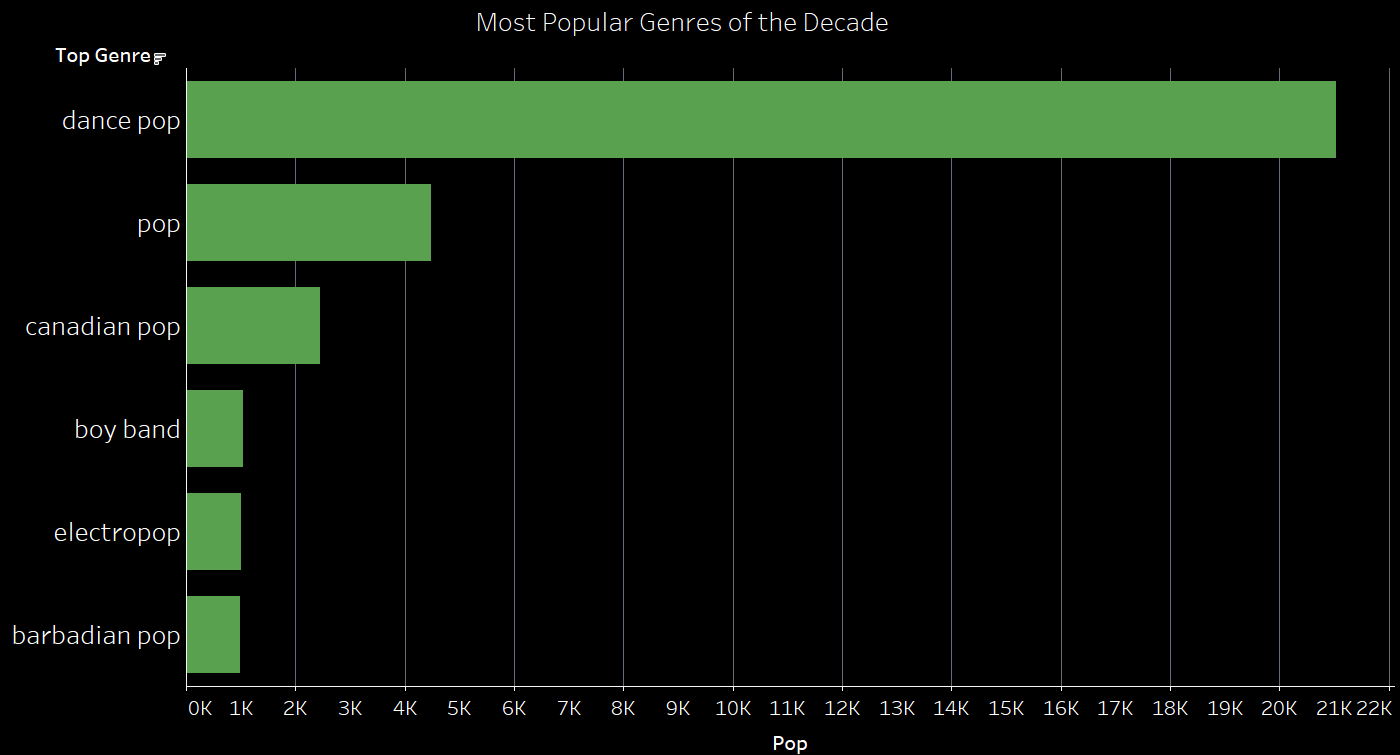 Most Popular Genres of the Decade
Top Genre
dance pop
pop
canadian pop
boy band
electropop
barbadian pop
0K 1K 2K 3K 4K 5K 6K 7K 8K 9K 10K 11K 12K 13K 14K 15K 16K 17K 18K 19K 20K 21K 22K
Pop